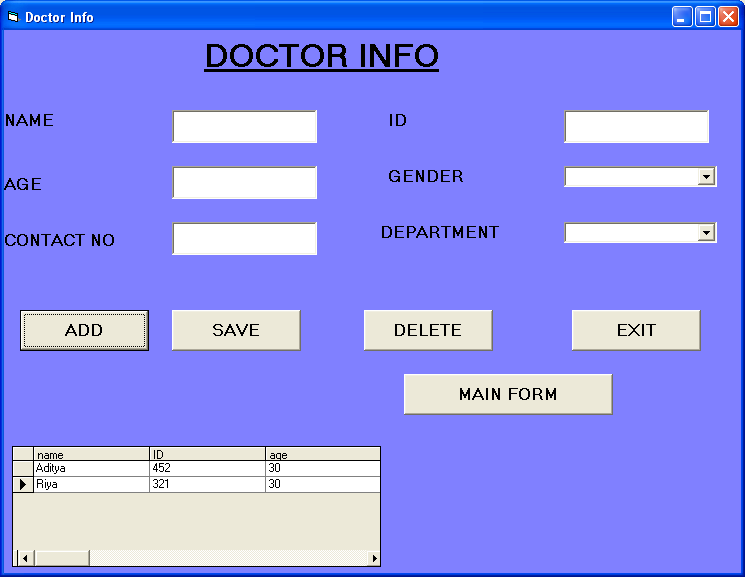 Doctor Info
DOCTOR INFO
NAME ID
AGE GENDER
CONTACT NO DEPARTMENT
ADD SAVE DELETE EXIT
MAIN FORM
name ID age
Aditya 452 30
Riya 321 30